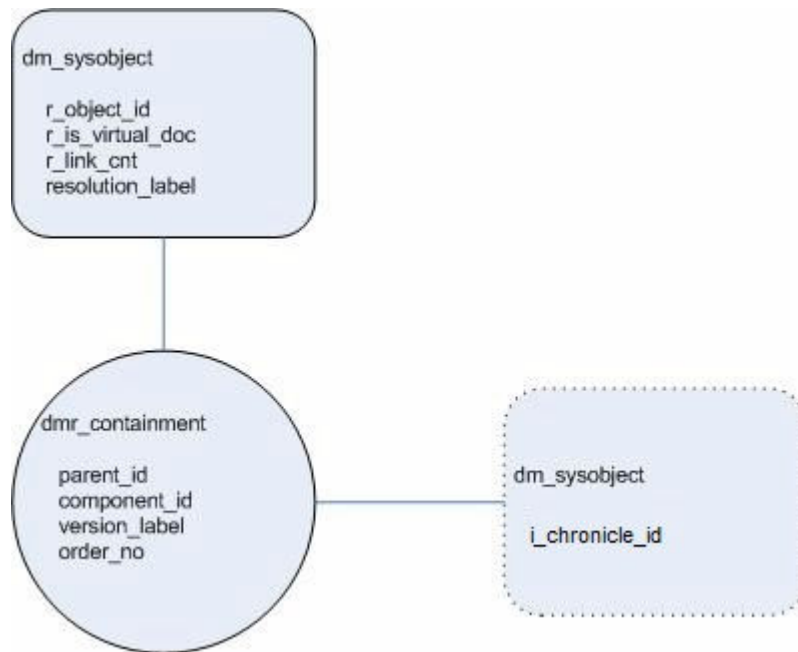 dm_sysobject
r_object_id
r_is_virtual_doc
r_link_cnt
resolution_label
dmr_containment
parent_id
component_id
version_label
order_no
dm_sysobject
i_chronicle_id